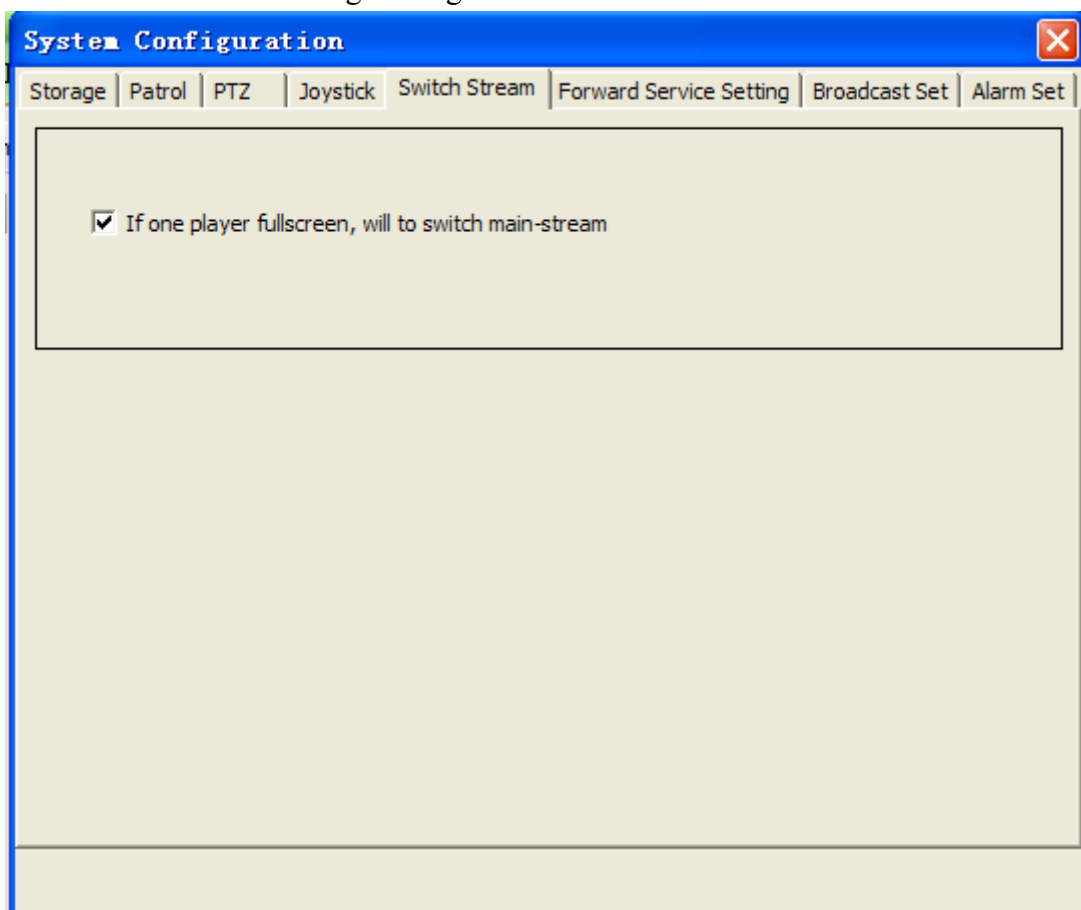 System Configuration
Storage Patrol PTZ Joystick Switch Stream Forward Service Setting Broadcast Set Alarm Set
If one player fullscreen, will to switch main-stream